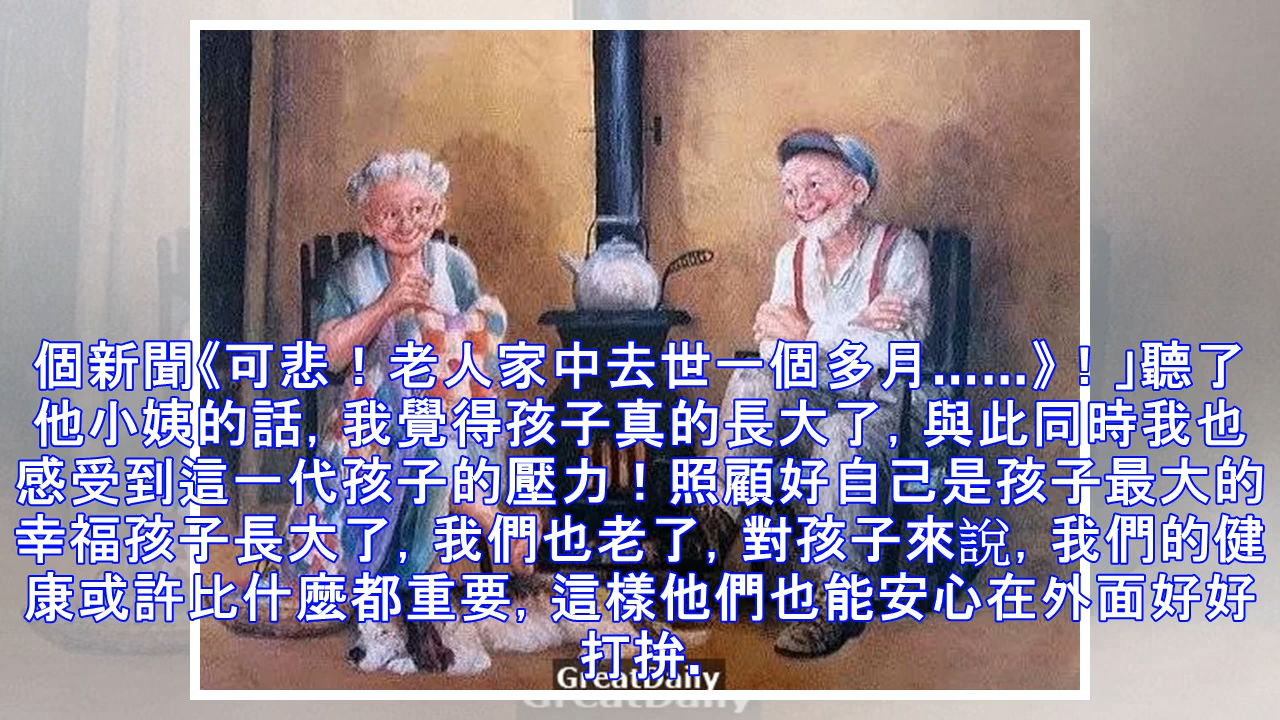 個新聞《可悲！老人家中去世一個多月......》！」聽了
他小姨的話, 我覺得孩子真的長大了, 與此同時我也
感受到這一代孩子的壓力！照顧好自己是孩子最大的
幸福孩子長大了, 我們也老了, 對孩子來說, 我們的健
康或許比什麼都重要, 這樣他們也能安心在外面好好
打拚.
GreatDaily
GreatDaily